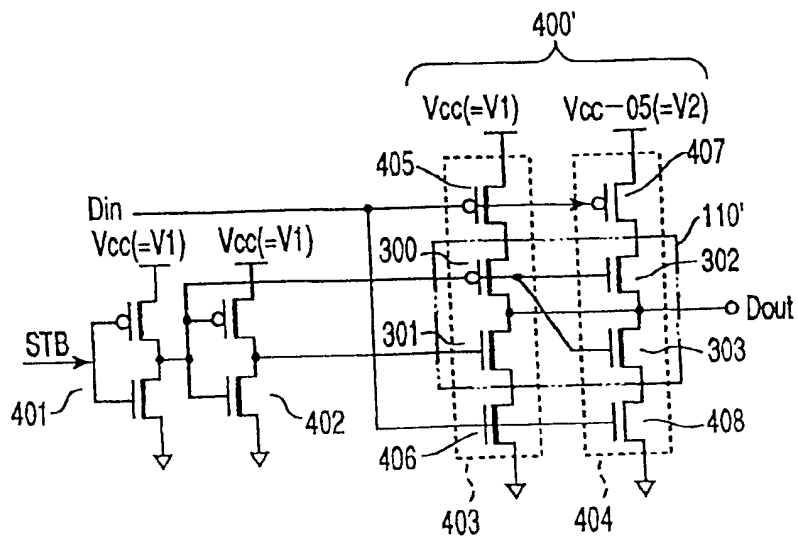 400'
Vcc(=V1)
Vcc-05(=V2)
405
407
Din
110'
Vcc(=V1)
Vcc(=V1)
300
302
Dout
STB
301
303
401
402
406
408
403
404